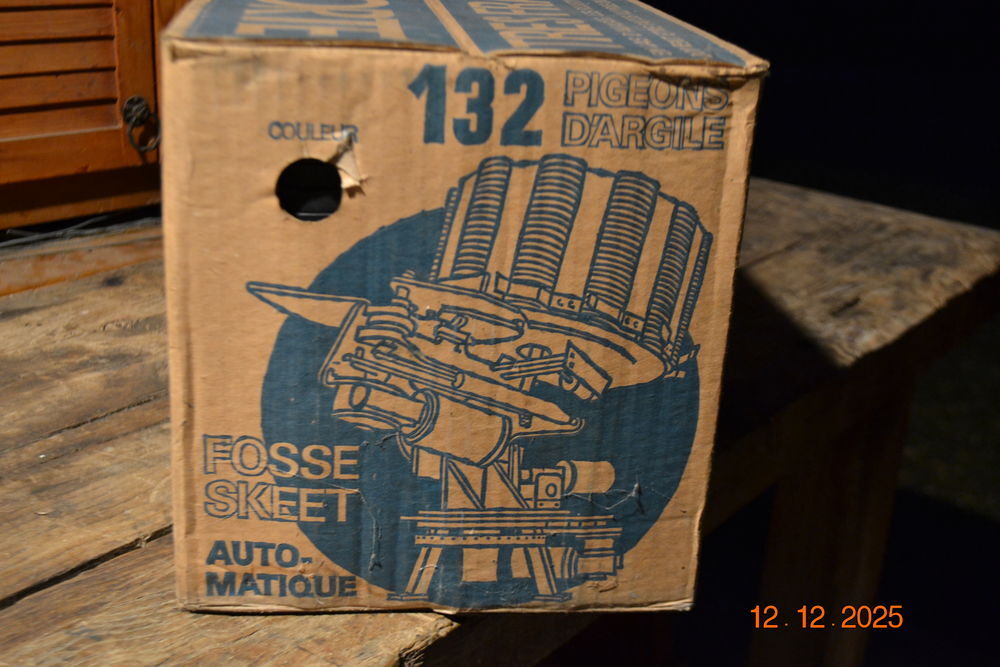 132 PIGEONS
D'ARGILE
COULEUR
FOSSE
SKEET
AUTO-
MATIQUE
12.12.2025